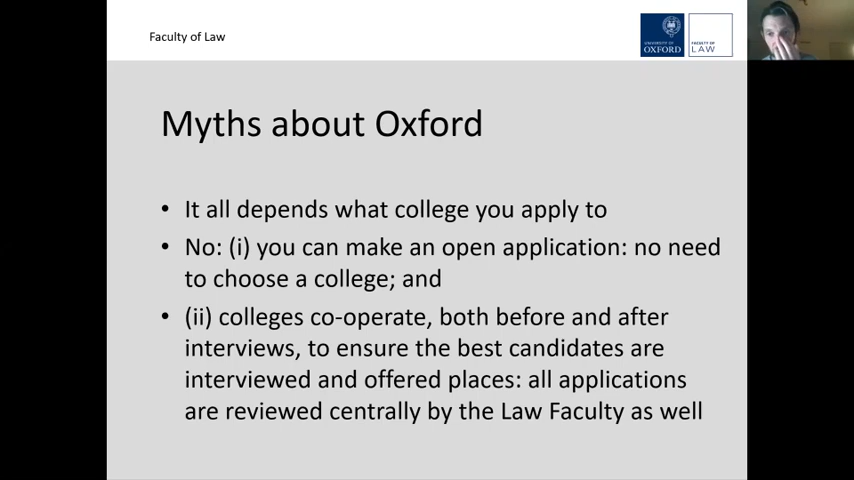 Faculty of Law
UNIVERSITY OF
OXFORD
FACULTY OF
LAW
Myths about Oxford
• It all depends what college you apply to
• No: (i) you can make an open application: no need
to choose a college; and
• (ii) colleges co-operate, both before and after
interviews, to ensure the best candidates are
interviewed and offered places: all applications
are reviewed centrally by the Law Faculty as well